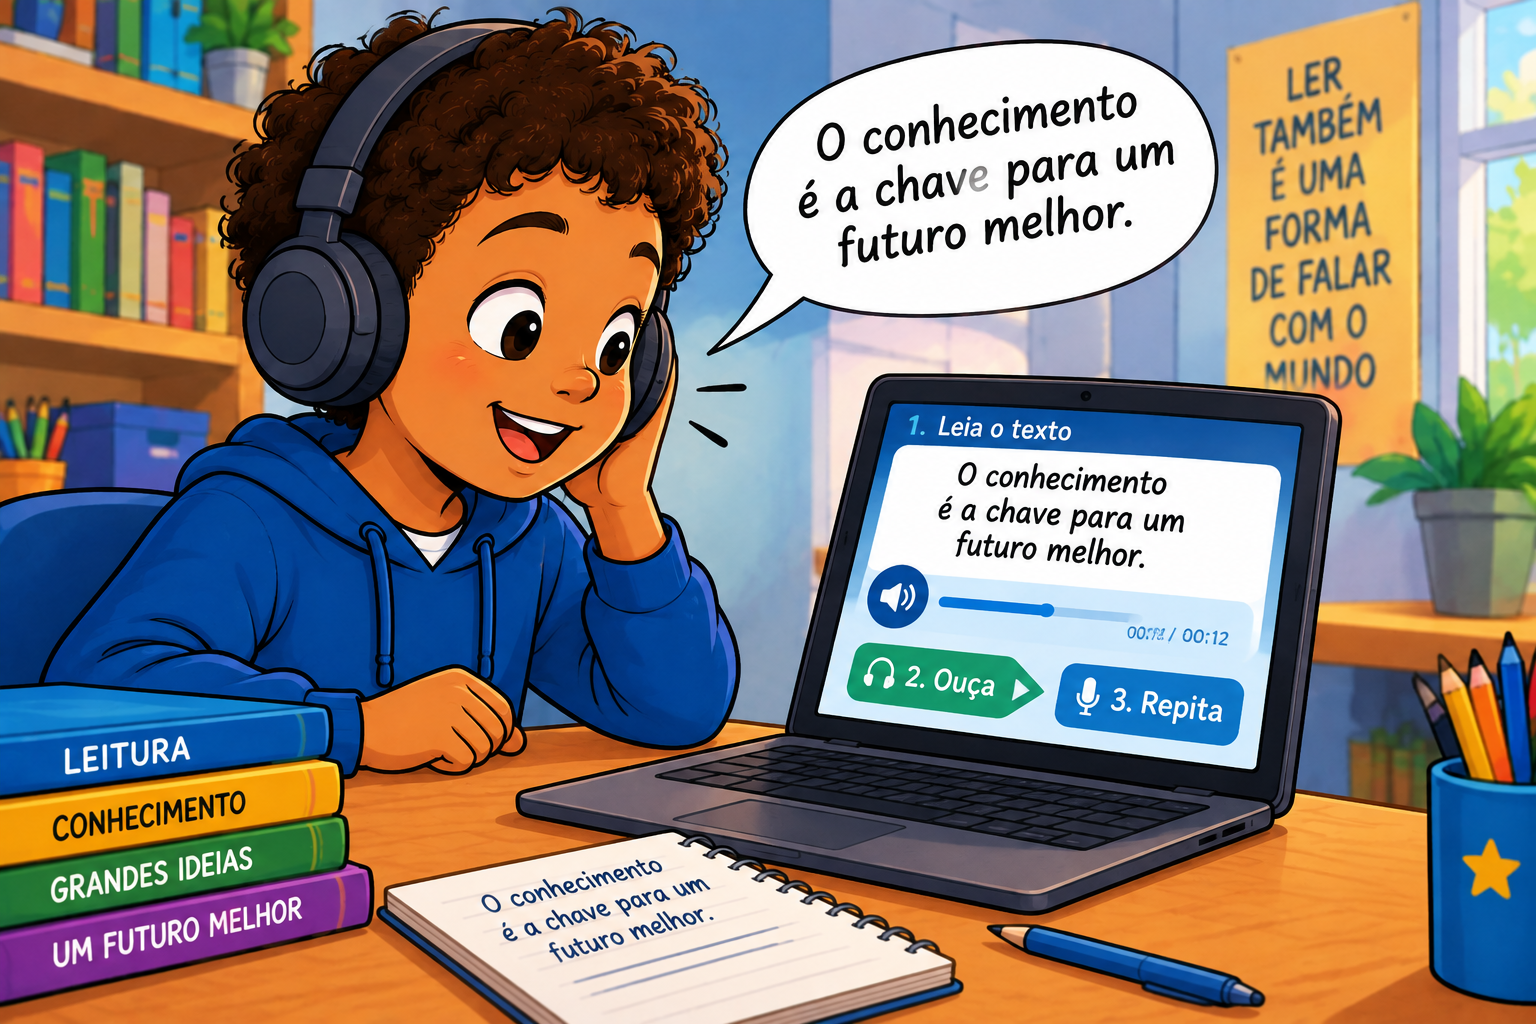 O conhecimento
é a chave para um
futuro melhor.
LER
TAMBÉM
É UMA
FORMA
DE FALAR
COM O
MUNDO
1. Leia o texto
O conhecimento
é a chave para um
futuro melhor.
/ 00:12
2. Ouça
3. Repita
LEITURA
CONHECIMENTO
GRANDES IDEIAS
UM FUTURO MELHOR
O conhecimento
é a chave para um
futuro melhor.